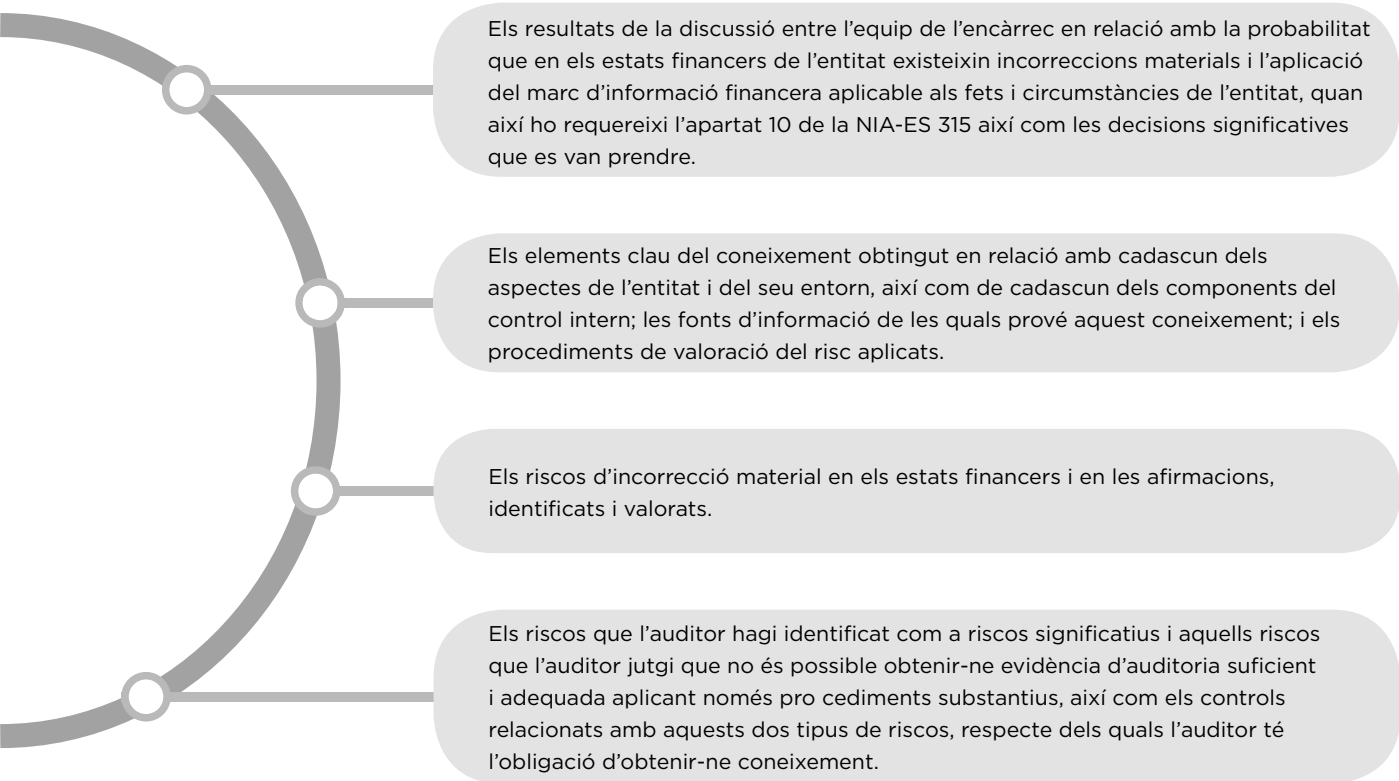 Els resultats de la discussió entre l’equip de l’encàrrec en relació amb la probabilitat
que en els estats financers de l’entitat existeixin incorreccions materials i l’aplicació
del marc d’informació financera aplicable als fets i circumstàncies de l’entitat, quan
així ho requereixi l’apartat 10 de la NIA-ES 315 així com les decisions significatives
que es van prendre.
Els elements clau del coneixement obtingut en relació amb cadascun dels
aspectes de l’entitat i del seu entorn, així com de cadascun dels components del
control intern; les fonts d’informació de les quals prové aquest coneixement; i els
procediments de valoració del risc aplicats.
Els riscos d’incorrecció material en els estats financers i en les afirmacions,
identificats i valorats.
Els riscos que l’auditor hagi identificat com a riscos significatius i aquells riscos
que l’auditor jutgi que no és possible obtenir-ne evidència d’auditoria suficient
i adequada aplicant només pro cediments substantius, així com els controls
relacionats amb aquests dos tipus de riscos, respecte dels quals l’auditor té
l’obligació d’obtenir-ne coneixement.